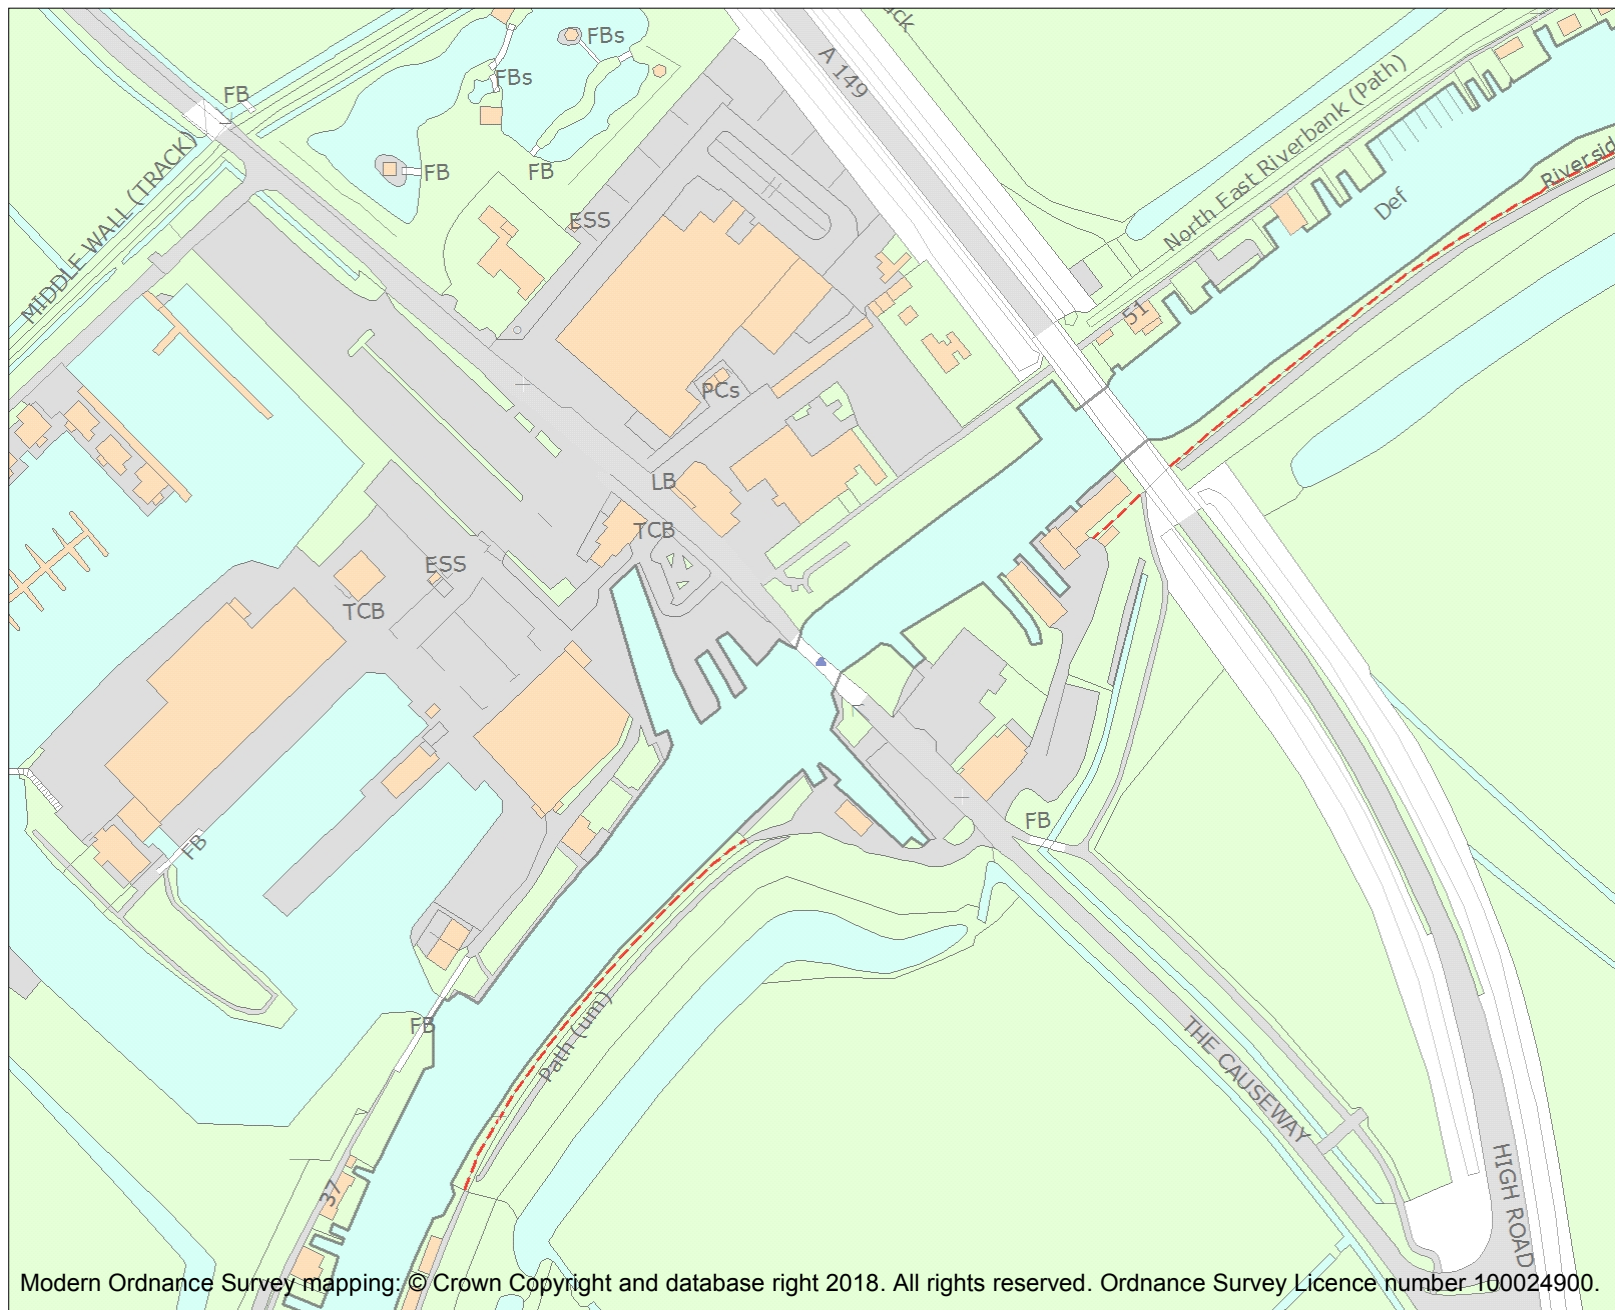 FBs
A 149
FB
FBs
North East Riverbank (Path)
MIDDLE WALL (TRACK)
FB
FB
Def
ESS
51
PCs
LB
TCB
ESS
TCB
FB
FB
FB
Path (um)
THE CAUSEWAY
HIGH ROAD
37
Modern Ordnance Survey mapping: © Crown Copyright and database right 2018. All rights reserved. Ordnance Survey Licence number 100024900.